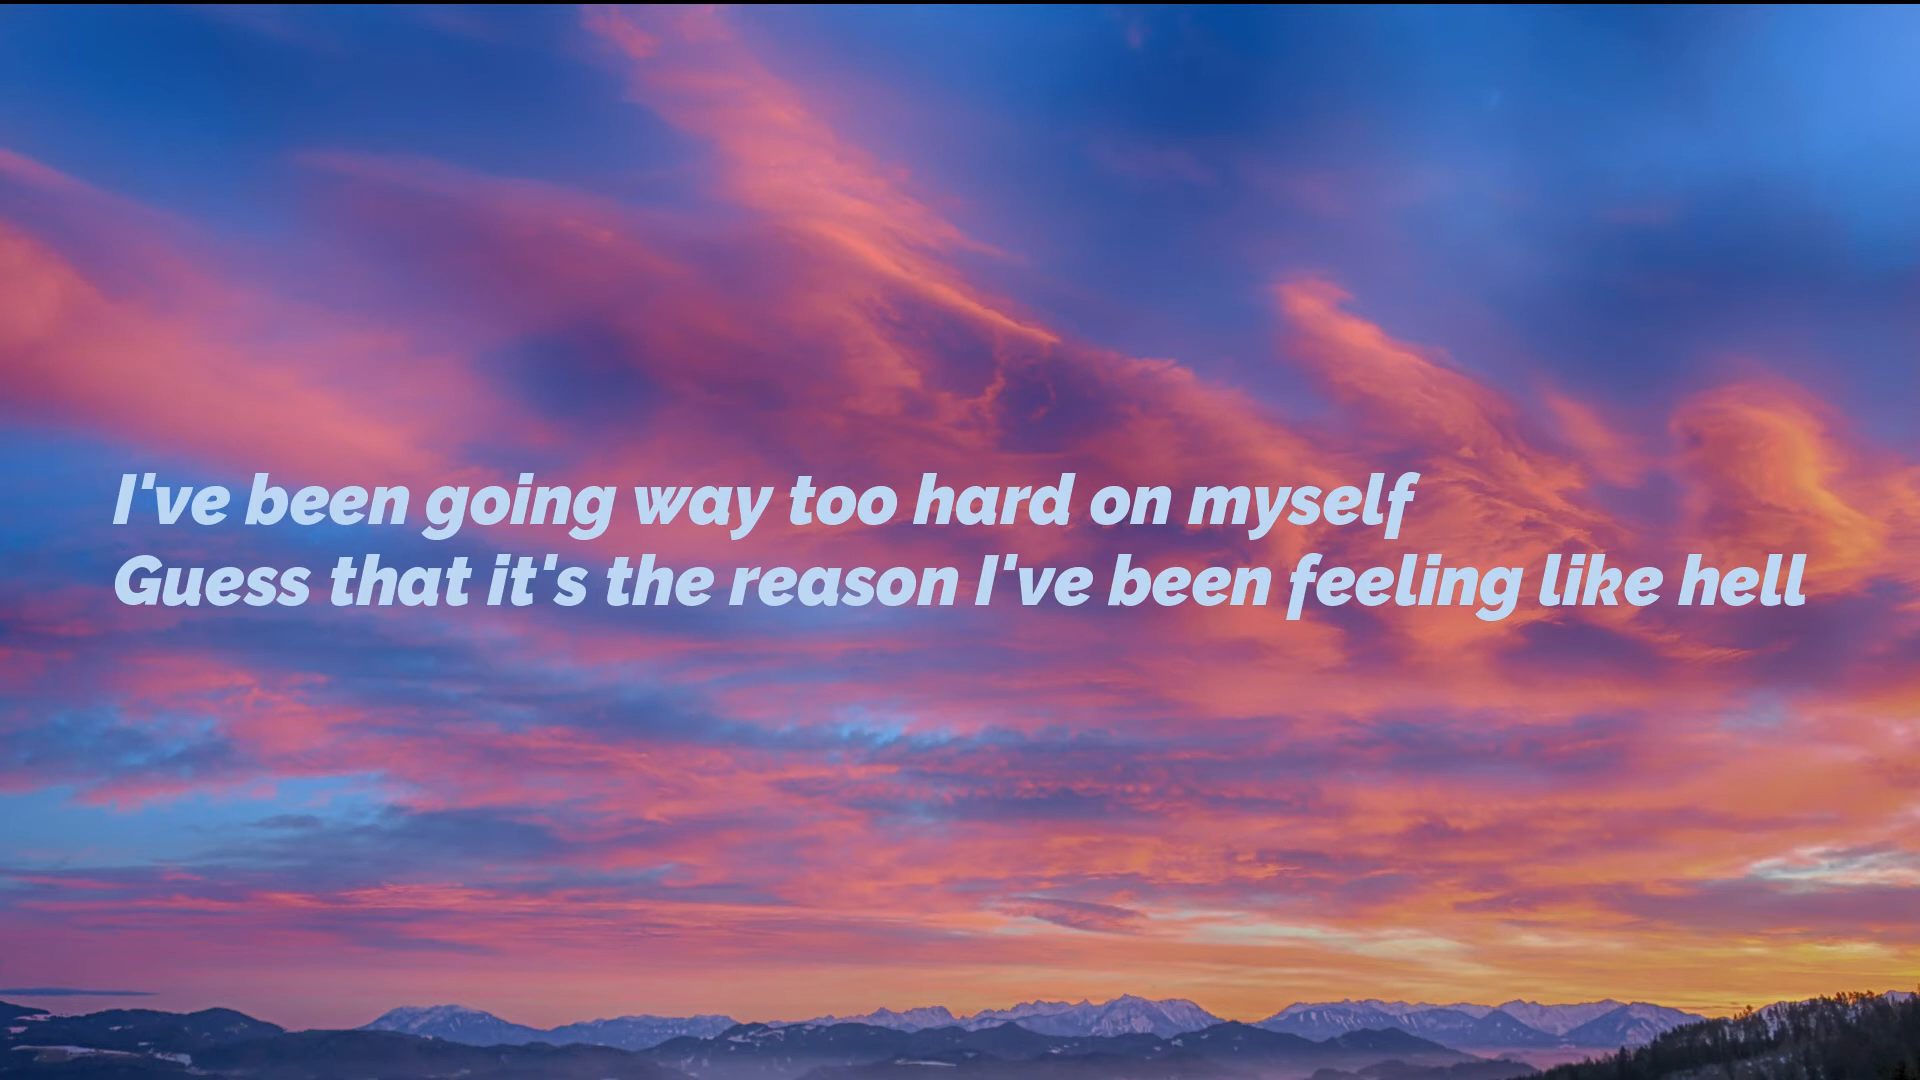 I've been going way too hard on myself
Guess that it's the reason I've been feeling like hell